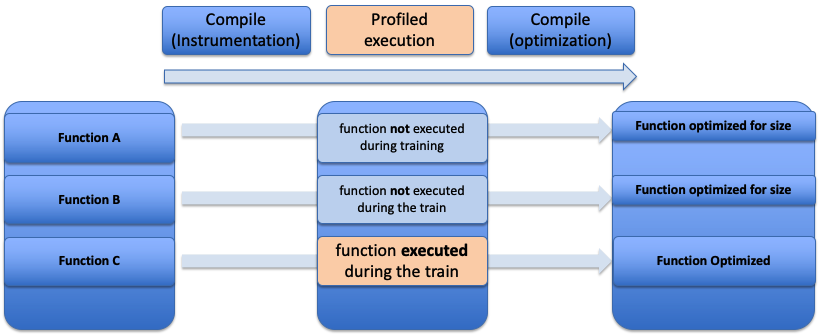 Compile
(Instrumentation)
Profiled
execution
Compile
(optimization)
Function A
function not executed
during training
Function optimized for size
Function B
function not executed
during the train
Function optimized for size
Function C
function executed
during the train
Function Optimized